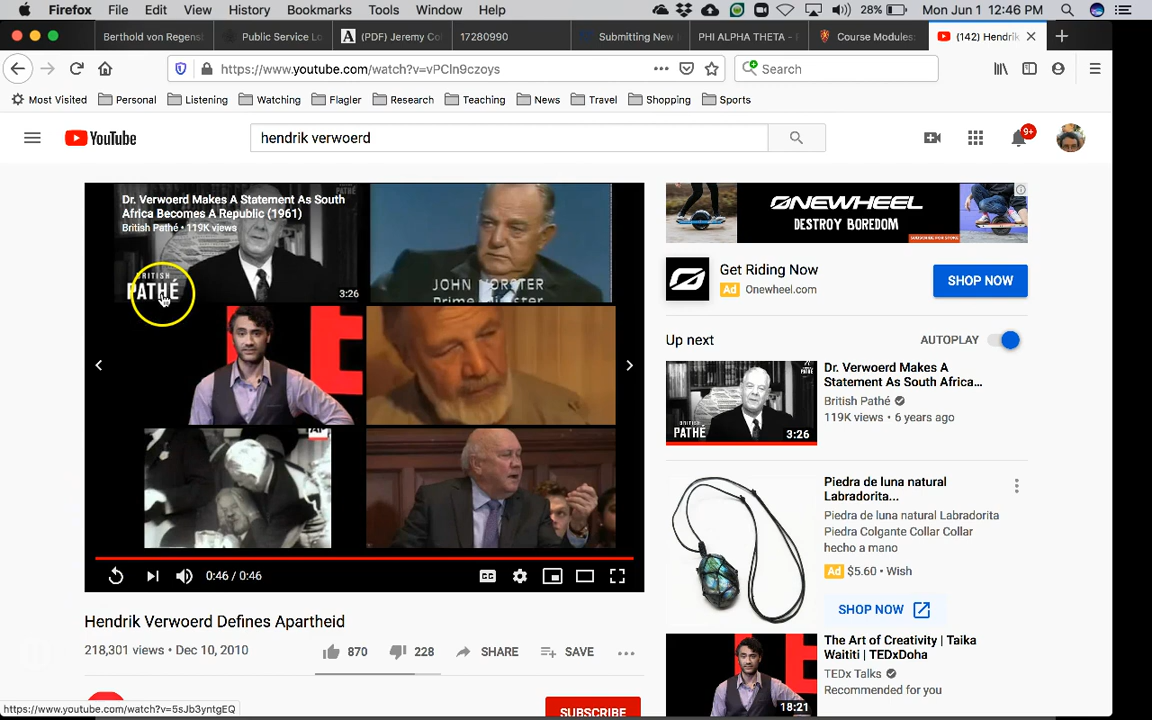 Firefox File Edit View History Bookmarks Tools Window Help 28% Mon Jun 1 12:46 PM
Berthold von Regens Public Service Lo (PDF) Jeremy Co 17280990 Submitting New PHI ALPHA THETA - Course Modules: (142) Hendrik
https://www.youtube.com/watch?v=vPCln9czoys Search
Most Visited Personal Listening Watching Flagler Research Teaching News Travel Shopping Sports
YouTube hendrik verwoerd 9+
Dr. Verwoerd Makes A Statement As South
Africa Becomes A Republic (1961)
British Pathé • 119K views
BRITISH
PATHÉ
3:26
JOHN VORSTER
Prime Minister
AP
0:46 / 0:46
CC
Hendrik Verwoerd Defines Apartheid
218,301 views • Dec 10, 2010 870 228 SHARE SAVE
SUBSCRIBE
https://www.youtube.com/watch?v=5sJb3yntgEQ
ONEWHEEL
DESTROY BOREDOM
Get Riding Now
Ad Onewheel.com
SHOP NOW
Up next AUTOPLAY
PATHÉ
3:26
Dr. Verwoerd Makes A
Statement As South Africa...
British Pathé
119K views • 6 years ago
Piedra de luna natural
Labradorita...
Piedra de luna natural Labradorita
Piedra Colgante Collar Collar
hecho a mano
Ad $5.60 • Wish
SHOP NOW
The Art of Creativity | Taika
Waititi | TEDxDoha
TEDx Talks
Recommended for you
18:21